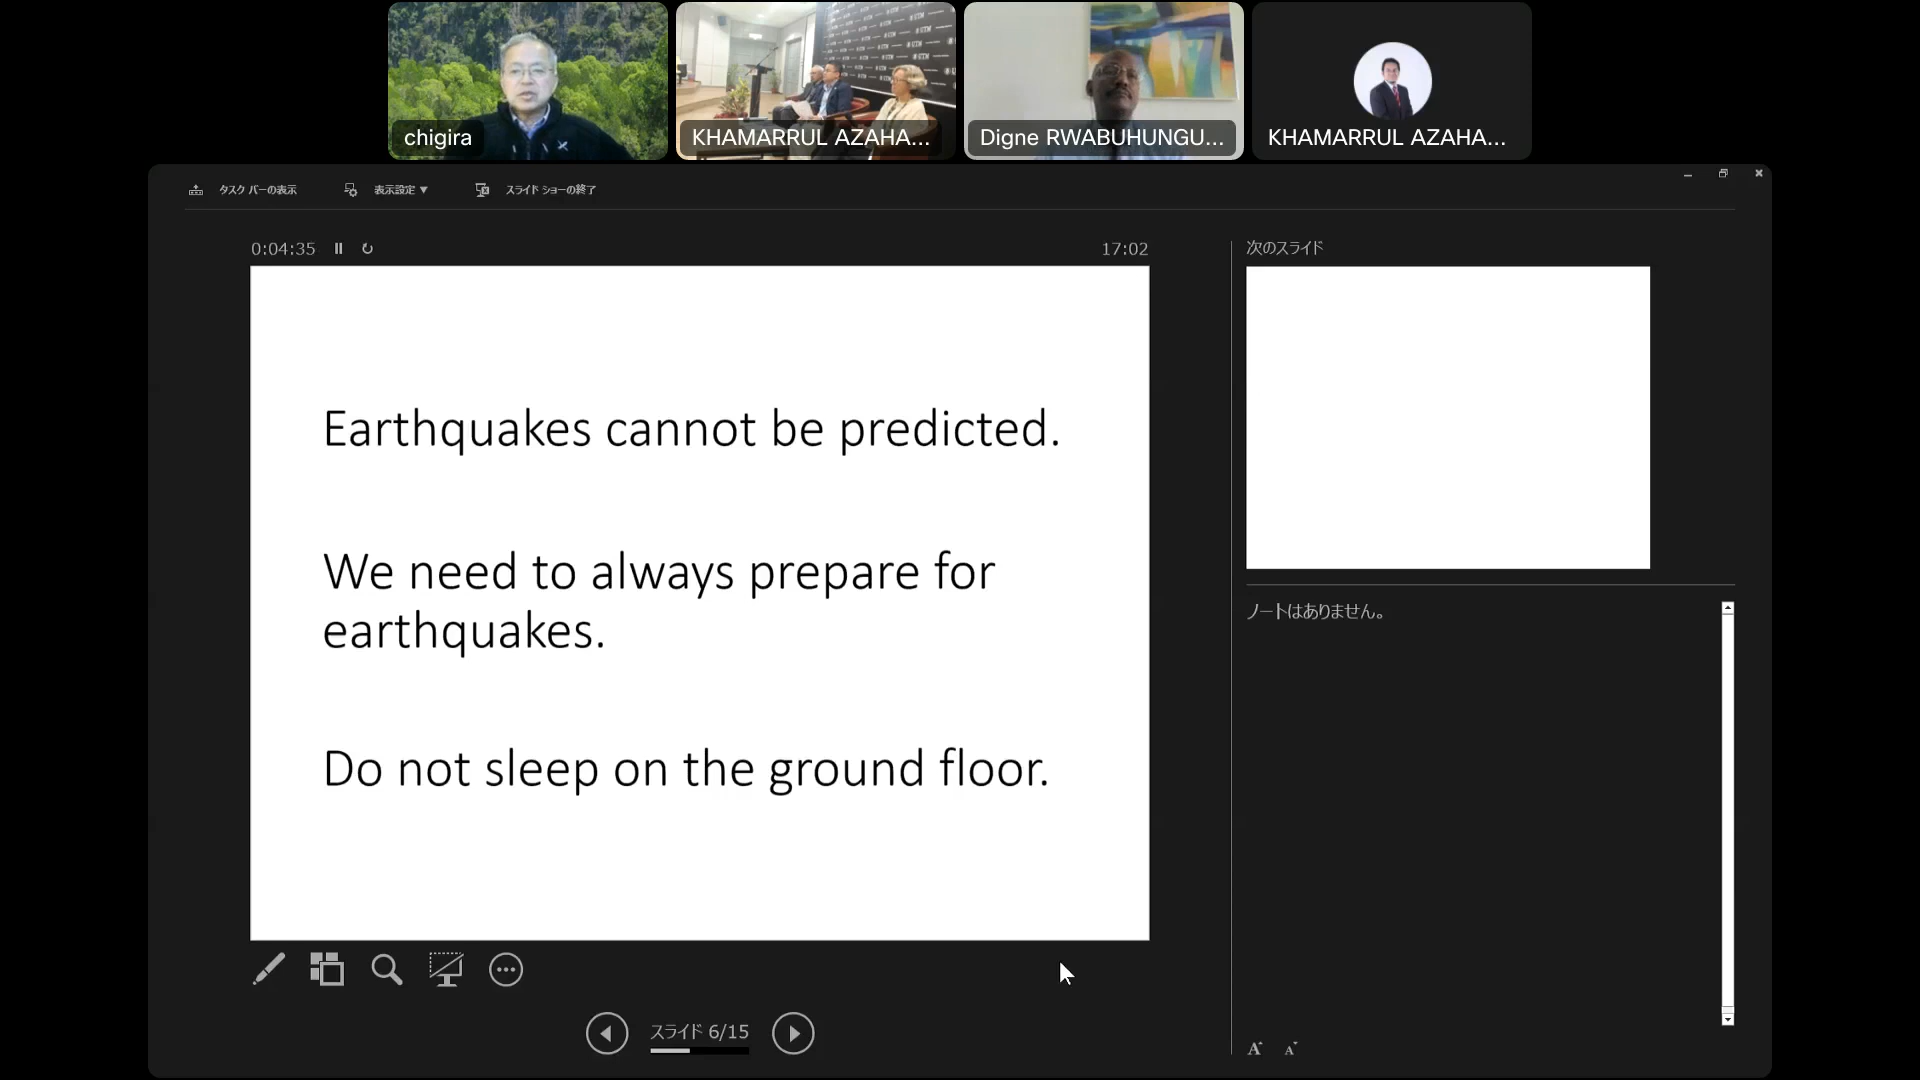 chigira
KHAMARRUL AZAHA...
Digne RWABUHUNGU...
KHAMARRUL AZAHA...
タスク バーの表示
表示設定 ▼
スライド ショーの終了
0:04:35
17:02
次のスライド
Earthquakes cannot be predicted.
We need to always prepare for
earthquakes.
Do not sleep on the ground floor.
ノートはありません。
スライド 6/15
A
A